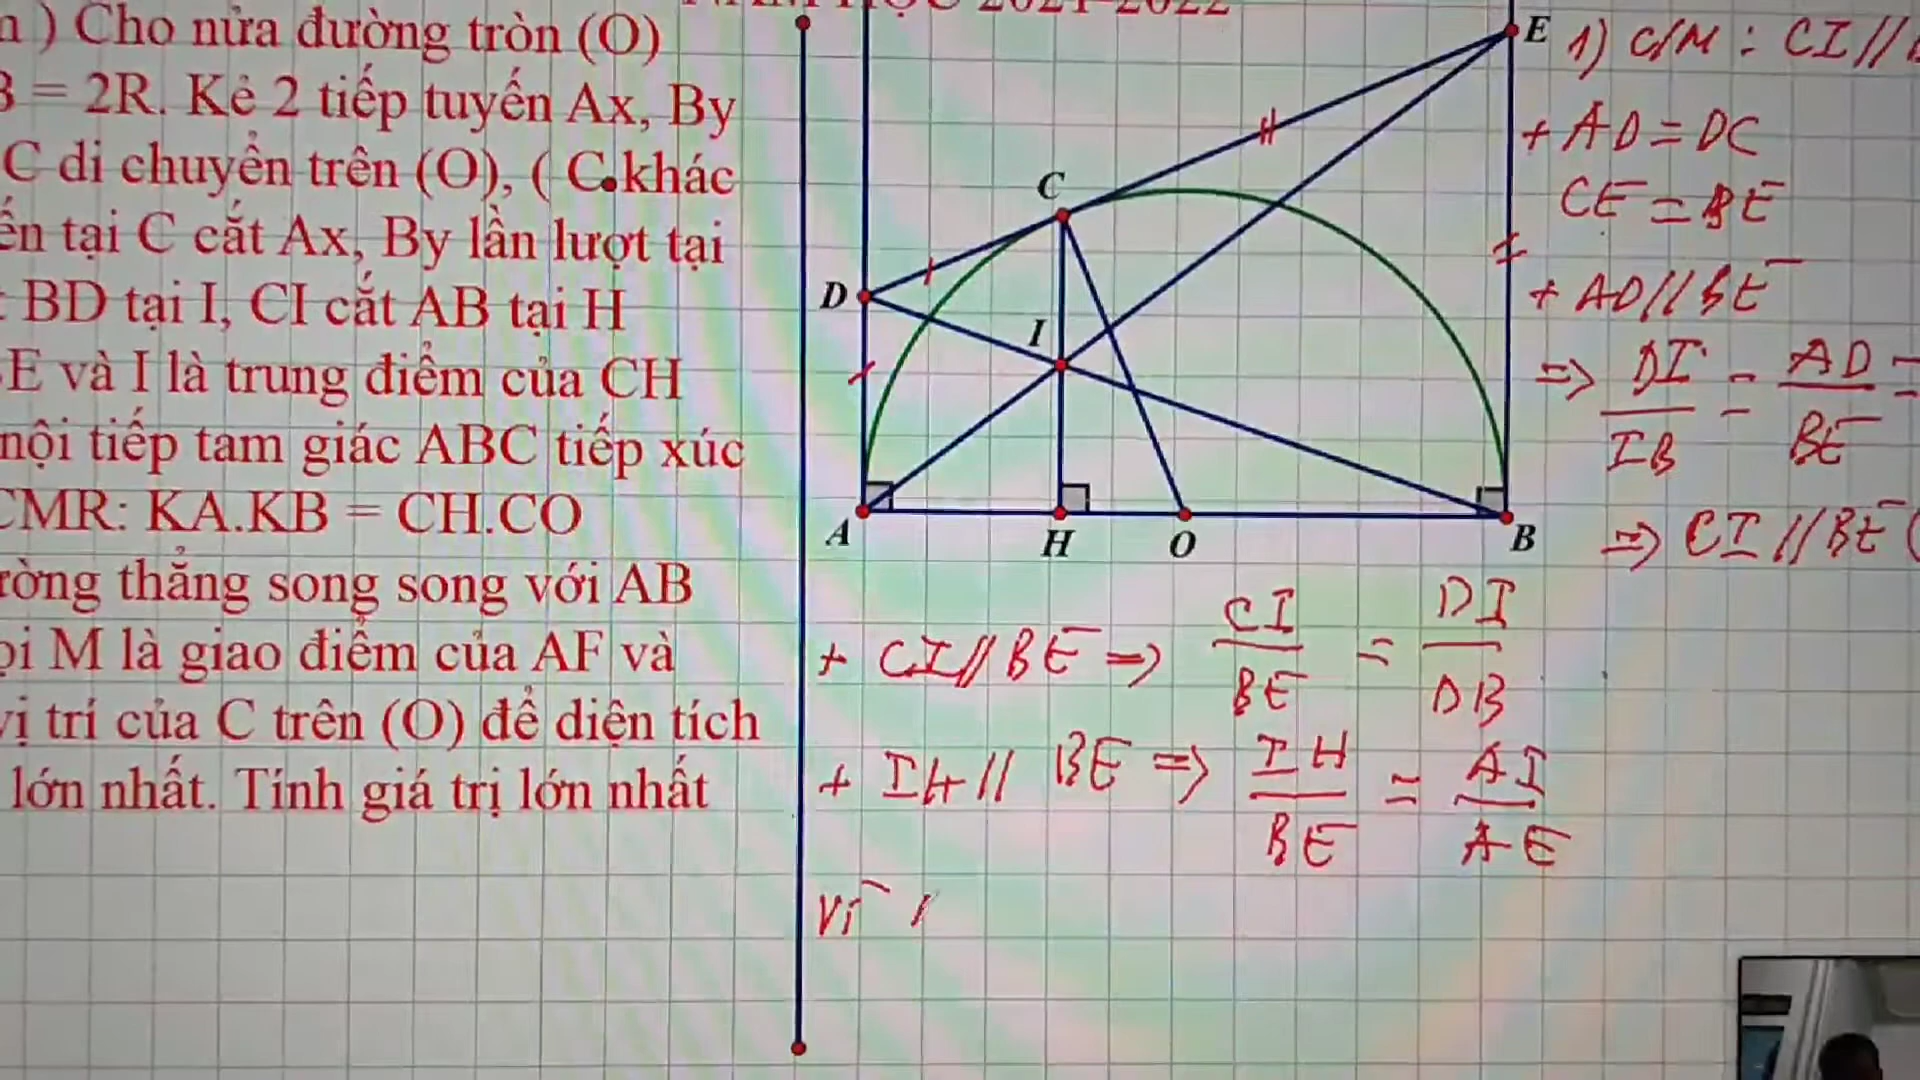 NĂM HỌC 2021-2022
) Cho nửa đường tròn (O)
= 2R. Kẻ 2 tiếp tuyến Ax, By
C di chuyển trên (O), ( C khác
ến tại C cắt Ax, By lần lượt tại
BD tại I, CI cắt AB tại H
E và I là trung điểm của CH
nội tiếp tam giác ABC tiếp xúc
CMR: KA.KB = CH.CO
ường thẳng song song với AB
M là giao điểm của AF và
vị trí của C trên (O) để diện tích
lớn nhất. Tính giá trị lớn nhất
E
C
D
I
A
H
O
B
1) C/M : CI//
+ AD = DC
CE = BE
+ AD // BE
=> DI/IB = AD/BE =
=> CI // BE (
+ CI // BE => CI/BE = DI/DB
+ IH // BE => IH/BE = AI/AE
Vì